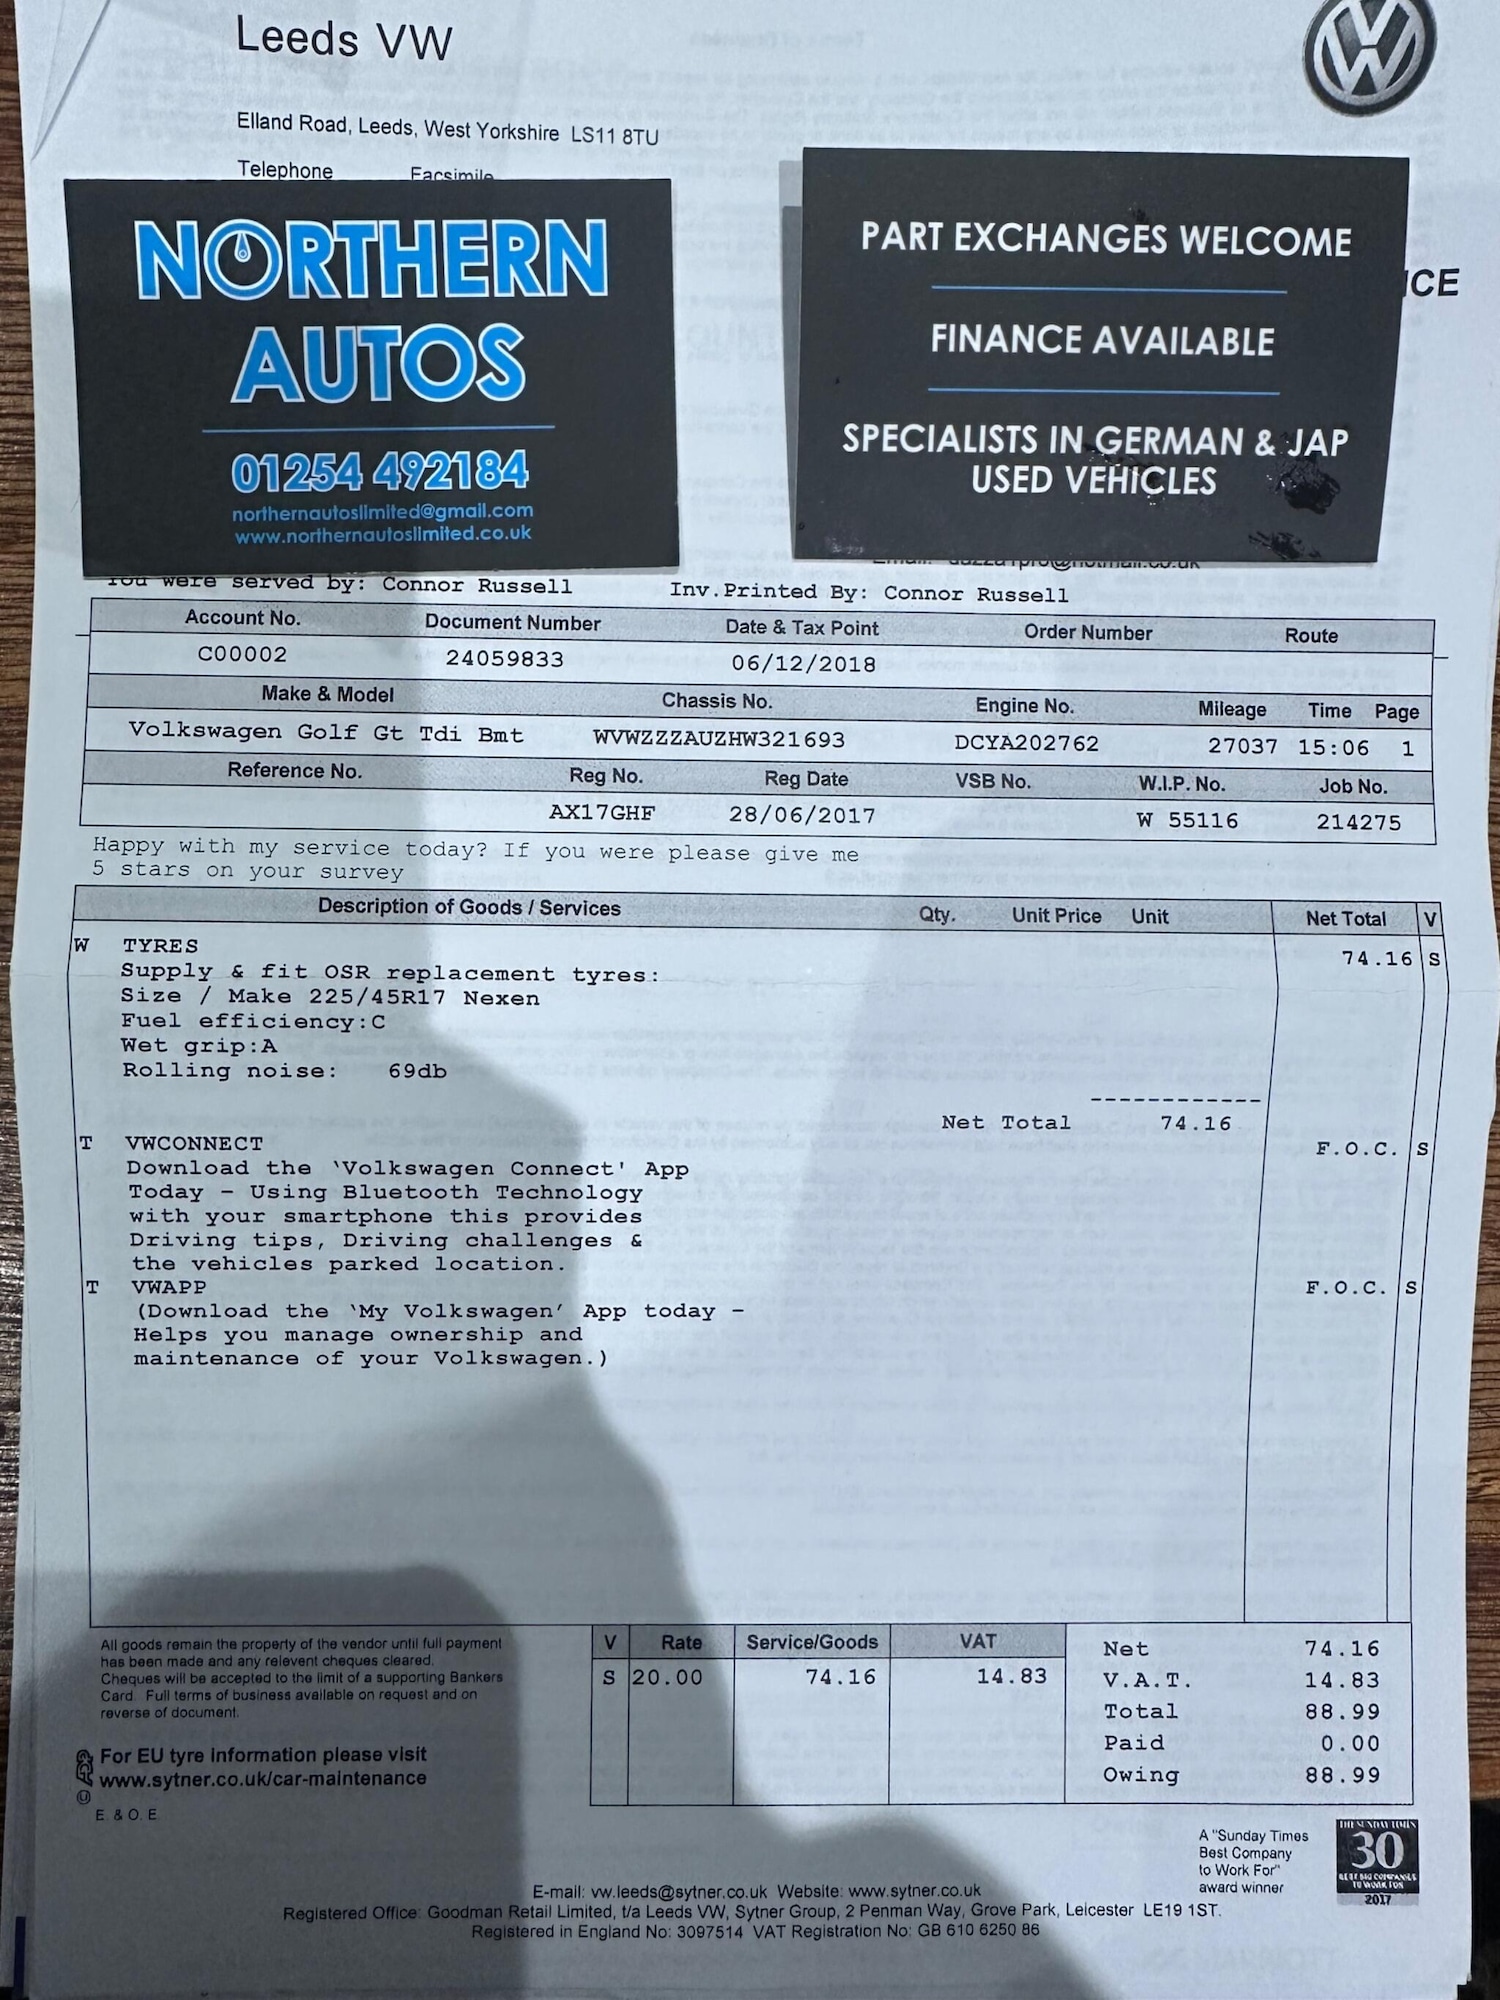 Leeds VW
Elland Road, Leeds, West Yorkshire LS11 8TU
Telephone Facsimile
NORTHERN
AUTOS
01254 492184
northernautoslimited@gmail.com
www.northernautoslimited.co.uk
PART EXCHANGES WELCOME
FINANCE AVAILABLE
SPECIALISTS IN GERMAN & JAP
USED VEHICLES
ICE
You were served by: Connor Russell Inv.Printed By: Connor Russell
Account No. Document Number Date & Tax Point Order Number Route
C00002 24059833 06/12/2018
Make & Model Chassis No. Engine No. Mileage Time Page
Volkswagen Golf Gt Tdi Bmt WVWZZZAUZHW321693 DCYA202762 27037 15:06 1
Reference No. Reg No. Reg Date VSB No. W.I.P. No. Job No.
AX17GHF 28/06/2017 W 55116 214275
Happy with my service today? If you were please give me
5 stars on your survey
Description of Goods / Services Qty. Unit Price Unit Net Total V
W TYRES 74.16 S
Supply & fit OSR replacement tyres:
Size / Make 225/45R17 Nexen
Fuel efficiency:C
Wet grip:A
Rolling noise: 69db
Net Total 74.16
T VWCONNECT F.O.C. S
Download the 'Volkswagen Connect' App
Today - Using Bluetooth Technology
with your smartphone this provides
Driving tips, Driving challenges &
the vehicles parked location.
T VWAPP F.O.C. S
(Download the 'My Volkswagen' App today -
Helps you manage ownership and
maintenance of your Volkswagen.)
All goods remain the property of the vendor until full payment
has been made and any relevent cheques cleared.
Cheques will be accepted to the limit of a supporting Bankers
Card. Full terms of business available on request and on
reverse of document.
For EU tyre information please visit
www.sytner.co.uk/car-maintenance
E. & O. E.
V Rate Service/Goods VAT
S 20.00 74.16 14.83
Net 74.16
V.A.T. 14.83
Total 88.99
Paid 0.00
Owing 88.99
A "Sunday Times
Best Company
to Work For"
award winner
THE SUNDAY TIMES
30
BEST BIG COMPANIES
TO WORK FOR
2017
E-mail: vw.leeds@sytner.co.uk Website: www.sytner.co.uk
Registered Office: Goodman Retail Limited, t/a Leeds VW, Sytner Group, 2 Penman Way, Grove Park, Leicester LE19 1ST.
Registered in England No: 3097514 VAT Registration No: GB 610 6250 86